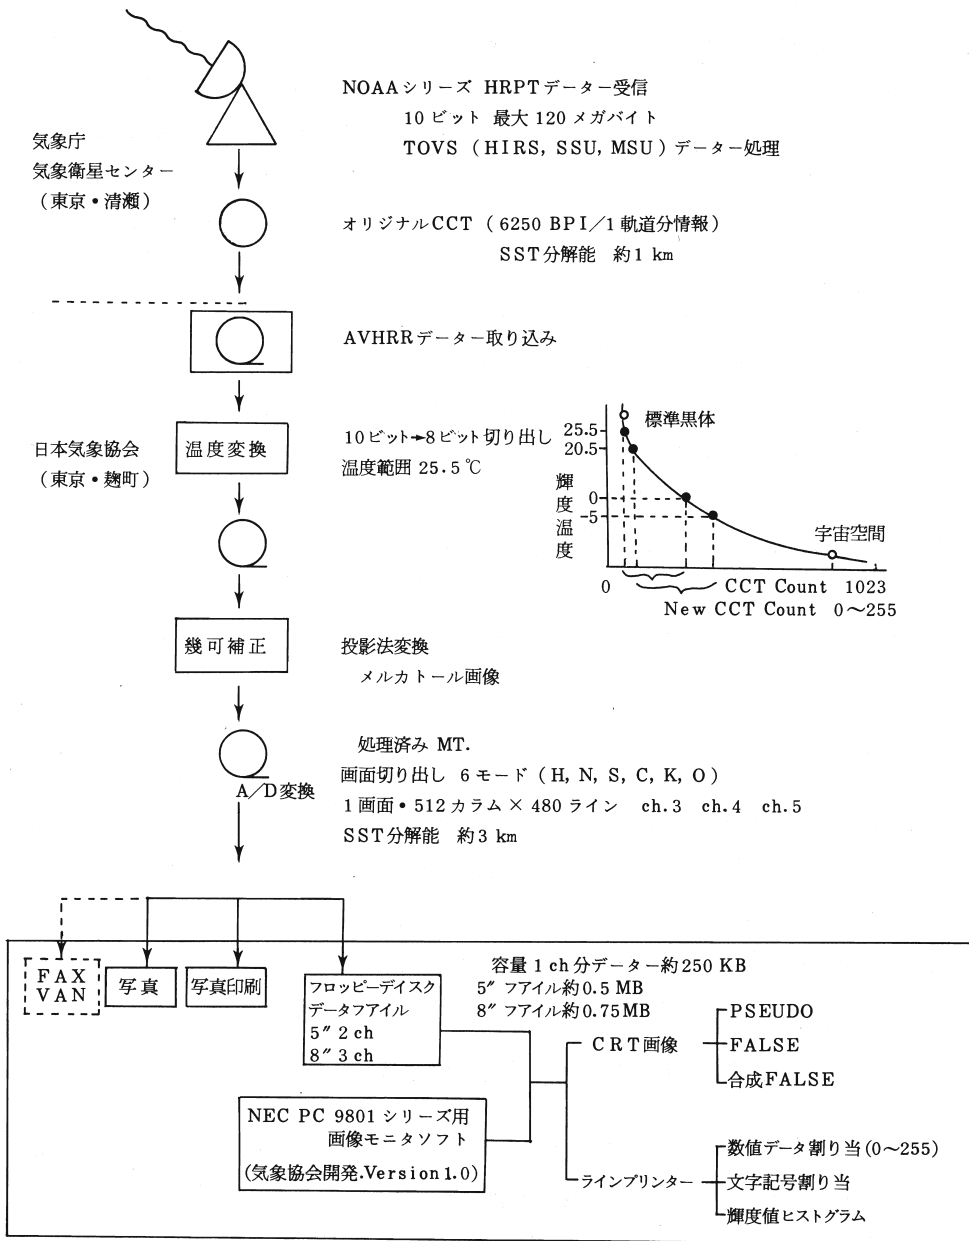 NOAAシリーズ HRPTデーター受信
10ビット 最大120メガバイト
TOVS (HIRS, SSU, MSU) データー処理
気象庁
気象衛星センター
(東京・清瀬)
オリジナルCCT (6250 BPI/1軌道分情報)
SST分解能 約1 km
AVHRRデーター取り込み
日本気象協会
(東京・麹町)
温度変換
10ビット→8ビット切り出し
温度範囲 25.5℃
標準黒体
25.5
20.5
0
-5
輝度温度
宇宙空間
0 CCT Count 1023
New CCT Count 0〜255
幾可補正
投影法変換
メルカトール画像
処理済み MT.
画面切り出し 6モード (H, N, S, C, K, O)
A/D変換
1画面・512カラム×480ライン ch.3 ch.4 ch.5
SST分解能 約3 km
FAX
VAN
写真
写真印刷
フロッピーデイスク
データフアイル
5″ 2 ch
8″ 3 ch
容量1 ch分データー約250 KB
5″ フアイル約0.5 MB
8″ フアイル約0.75MB
CRT画像
PSEUDO
FALSE
合成FALSE
NEC PC 9801シリーズ用
画像モニタソフト
(気象協会開発.Version 1.0)
ラインプリンター
数値データ割り当(0〜255)
文字記号割り当
輝度値ヒストグラム